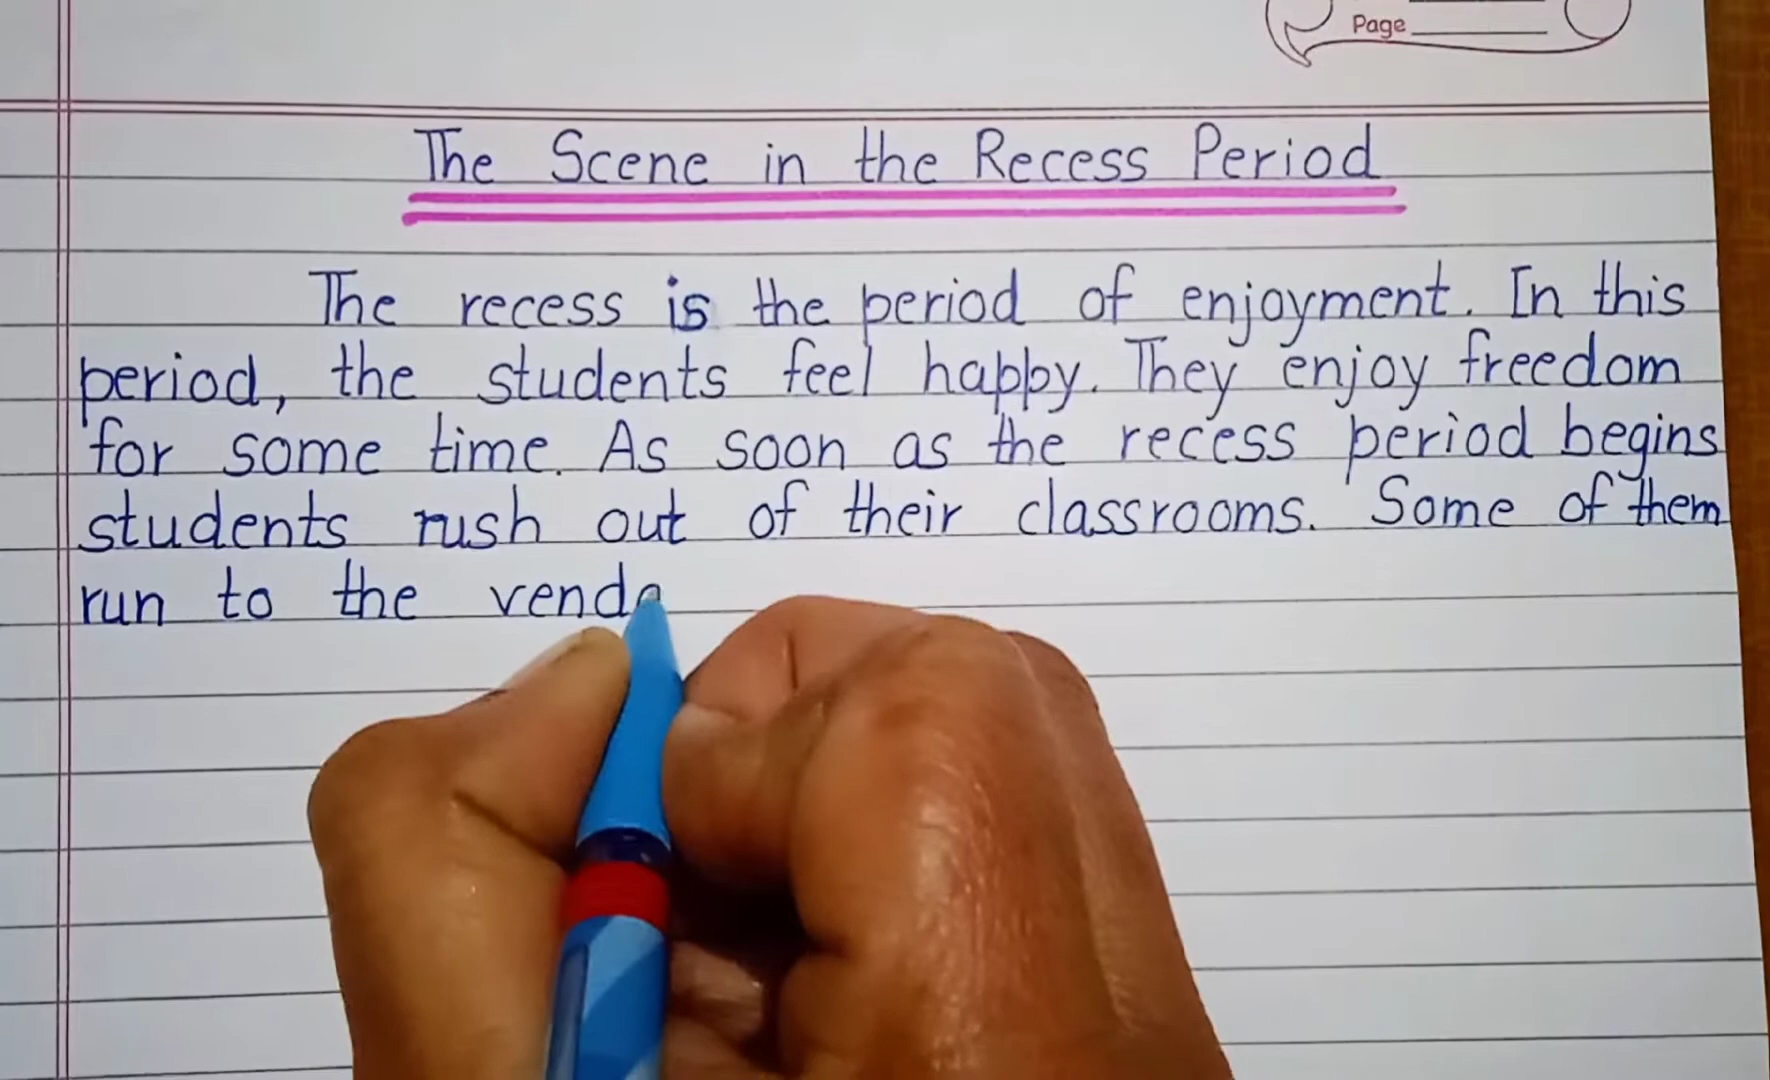 Page
The Scene in the Recess Period
The recess is the period of enjoyment. In this
period, the students feel happy. They enjoy freedom
for some time. As soon as the recess period begins
students rush out of their classrooms. Some of them
run to the vendo